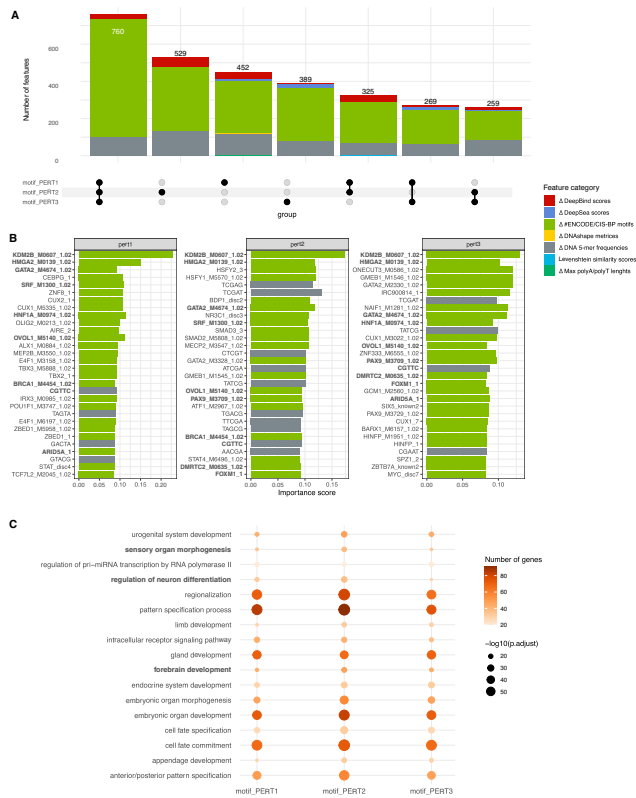 A
Number of features
600
400
200
0
760
529
452
389
325
269
259
motif_PERT1
motif_PERT2
motif_PERT3
group
Feature category
Δ DeepBind scores
Δ DeepSea scores
Δ #ENCODE/CIS-BP motifs
Δ DNAshape metrices
Δ DNA 5-mer frequencies
Levenshtein similarity scores
Δ Max polyA/polyT lenghts
B
pert1
KDM2B_M0607_1.02
HMGA2_M0139_1.02
GATA2_M4674_1.02
CEBPG_1
SRF_M1300_1.02
ZNF8_1
CUX2_1
CUX1_M5335_1.02
HNF1A_M0974_1.02
OLIG2_M0213_1.02
AIRE_2
OVOL1_M5140_1.02
ALX1_M0884_1.02
MEF2B_M3550_1.02
E4F1_M3158_1.02
TBX3_M5888_1.02
TBX2_1
BRCA1_M4454_1.02
CGTTC
IRX3_M0985_1.02
POU1F1_M3747_1.02
TAGTA
E4F1_M6197_1.02
ZBED1_M5958_1.02
ZBED1_1
GACTA
ARID5A_1
GTACG
STAT_disc4
TCF7L2_M2045_1.02
0.00
0.05
0.10
0.20
pert2
KDM2B_M0607_1.02
HMGA2_M0139_1.02
HSFY2_3
HSFY1_M5570_1.02
TCGAG
TCGAT
BDP1_disc2
GATA2_M4674_1.02
NR3C1_disc3
SRF_M1300_1.02
SMAD3_3
SMAD2_M5808_1.02
MECP2_M3547_1.02
CTCGT
GATA2_M3328_1.02
ATCGA
GMEB1_M1545_1.02
TATCG
OVOL1_M5140_1.02
PAX9_M3709_1.02
ATF1_M2967_1.02
TGACG
TTCGA
TAGCG
BRCA1_M4454_1.02
CGTTC
AACGA
STAT4_M6496_1.02
DMRTC2_M0635_1.02
FOXM1_1
0.00
0.05
0.10
0.15
Importance score
pert3
KDM2B_M0607_1.02
HMGA2_M0139_1.02
ONECUT3_M0586_1.02
GMEB1_M1546_1.02
GATA2_M2330_1.02
IRC900814_1
TCGAT
NAIF1_M1281_1.02
GATA2_M4674_1.02
HNF1A_M0974_1.02
TATCG
CUX1_M3022_1.02
OVOL1_M5140_1.02
ZNF333_M6555_1.02
PAX9_M3709_1.02
CGTTC
DMRTC2_M0635_1.02
FOXM1_1
GCM1_M2560_1.02
ARID5A_1
SIX5_known2
PAX9_M3729_1.02
CUX1_7
BARX1_M6157_1.02
HINFP_M1951_1.02
HINFP_1
CGAAT
SPZ1_2
ZBTB7A_known2
MYC_disc7
0.00
0.05
0.10
C
urogenital system development
sensory organ morphogenesis
regulation of pri-miRNA transcription by RNA polymerase II
regulation of neuron differentiation
regionalization
pattern specification process
limb development
intracellular receptor signaling pathway
gland development
forebrain development
endocrine system development
embryonic organ morphogenesis
embryonic organ development
cell fate specification
cell fate commitment
appendage development
anterior/posterior pattern specification
motif_PERT1
motif_PERT2
motif_PERT3
Number of genes
80
60
40
20
−log10(p.adjust)
20
30
40
50